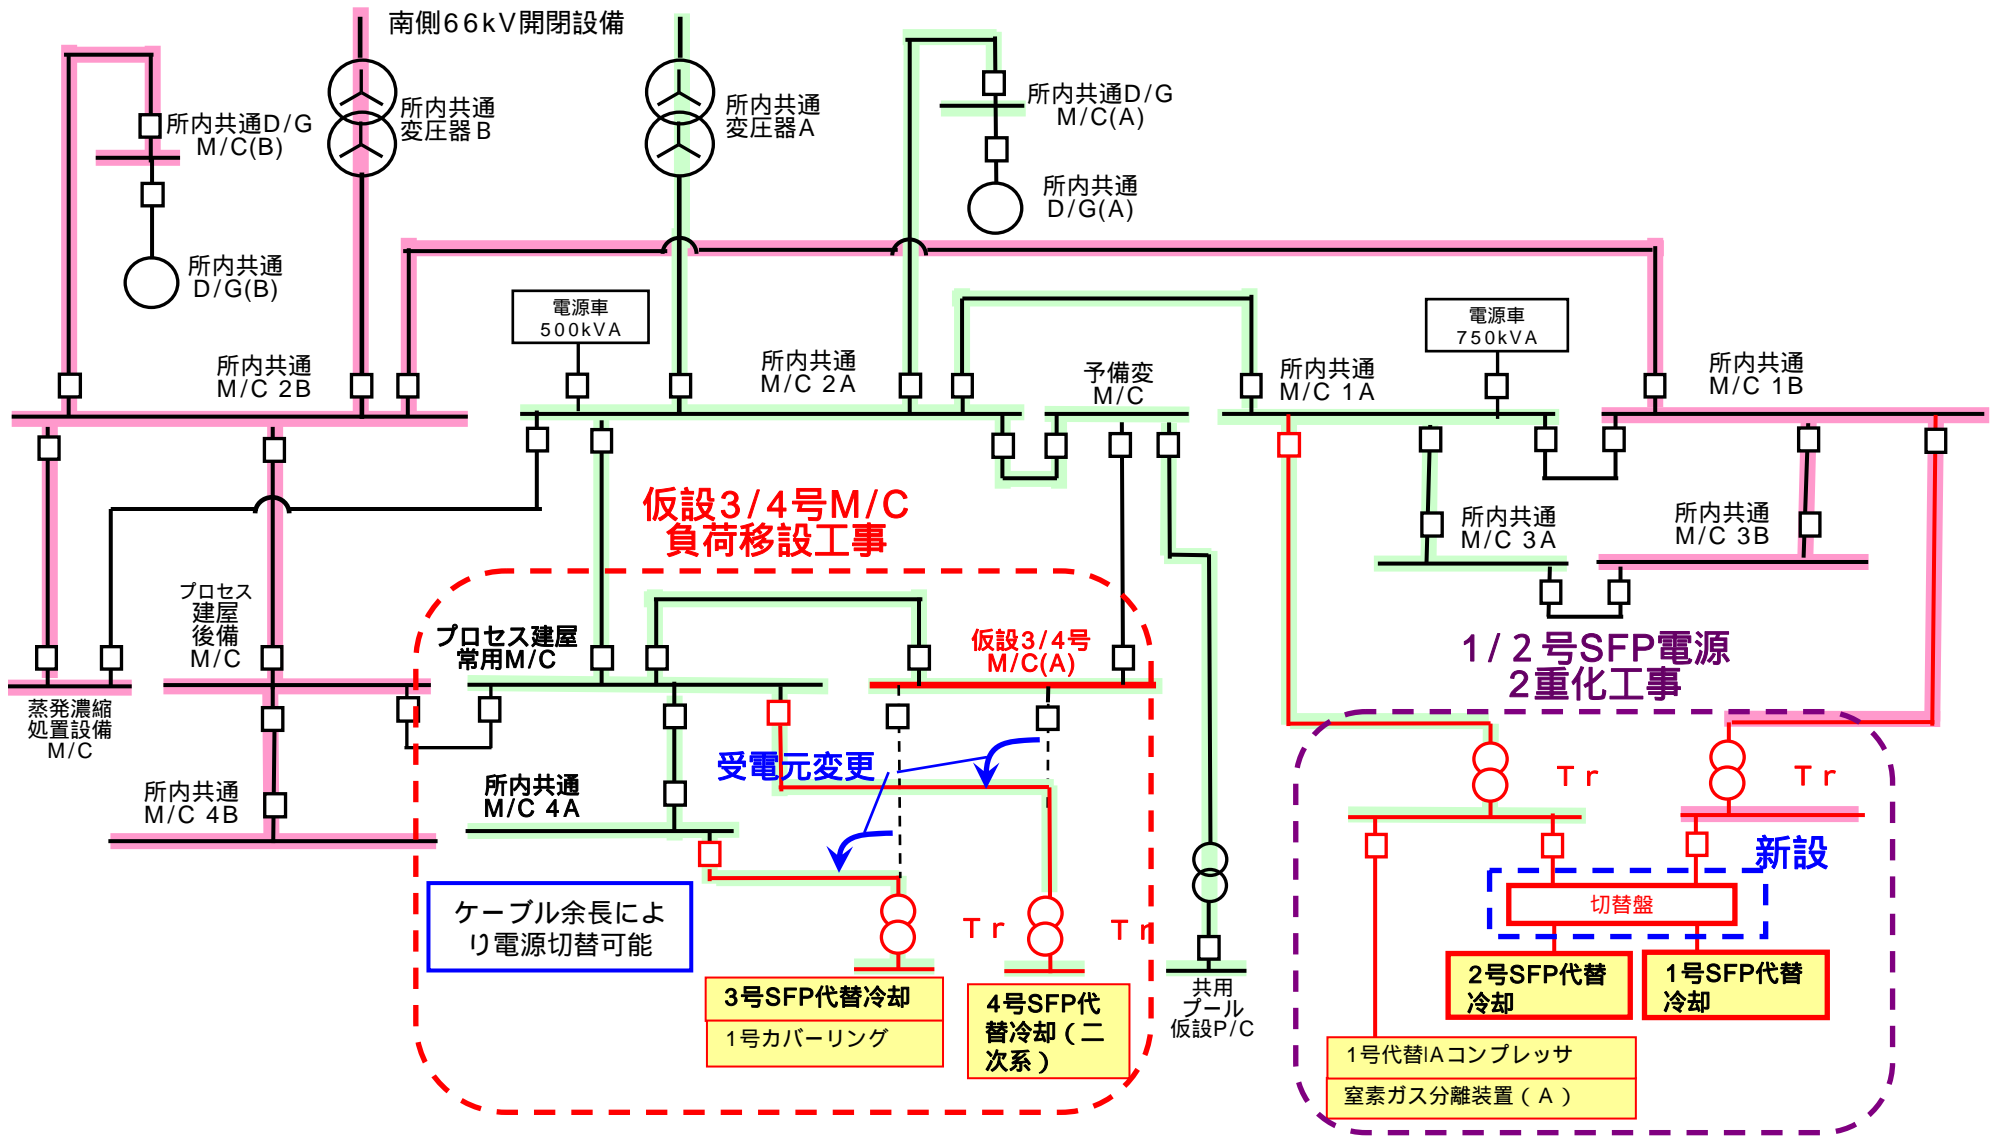 南側66kV開閉設備
所内共通D/G
M/C(B)
所内共通
変圧器B
所内共通
変圧器A
所内共通D/G
M/C(A)
所内共通
D/G(A)
所内共通
D/G(B)
電源車
500kVA
電源車
750kVA
所内共通
M/C 2B
所内共通
M/C 2A
予備変
M/C
所内共通
M/C 1A
所内共通
M/C 1B
仮設3/4号M/C
負荷移設工事
所内共通
M/C 3A
所内共通
M/C 3B
プロセス
建屋
後備
M/C
プロセス建屋
常用M/C
仮設3/4号
M/C(A)
1/2号SFP電源
2重化工事
蒸発濃縮
処置設備
M/C
受電元変更
所内共通
M/C 4B
所内共通
M/C 4A
Tr
Tr
新設
切替盤
ケーブル余長によ
り電源切替可能
Tr
Tr
2号SFP代替
冷却
1号SFP代替
冷却
3号SFP代替冷却
1号カバーリング
4号SFP代
替冷却(二
次系)
共用
プール
仮設P/C
1号代替IAコンプレッサ
窒素ガス分離装置(A)